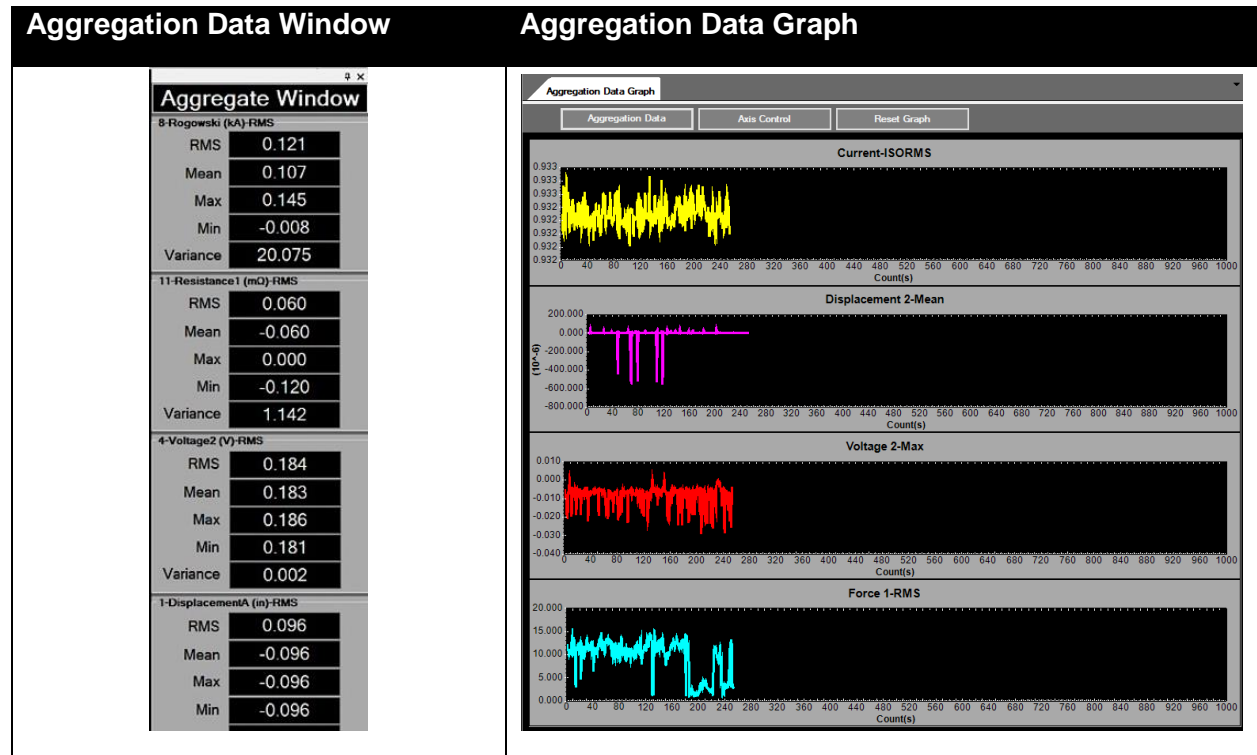 Aggregation Data Window
Aggregation Data Graph
Aggregate Window
8-Rogowski (kA)-RMS
RMS 0.121
Mean 0.107
Max 0.145
Min -0.008
Variance 20.075
11-Resistance1 (mΩ)-RMS
RMS 0.060
Mean -0.060
Max 0.000
Min -0.120
Variance 1.142
4-Voltage2 (V)-RMS
RMS 0.184
Mean 0.183
Max 0.186
Min 0.181
Variance 0.002
1-DisplacementA (in)-RMS
RMS 0.096
Mean -0.096
Max -0.096
Min -0.096
Aggregation Data Graph
Aggregation Data Axis Control Reset Graph
Current-ISORMS
0.933
0.933
0.933
0.932
0.932
0.932
0.932
0.932
0 40 80 120 160 200 240 280 320 360 400 440 480 520 560 600 640 680 720 760 800 840 880 920 960 1000
Count(s)
Displacement 2-Mean
200.000
0.000
-200.000
-400.000
-600.000
-800.000
(10^-6)
0 40 80 120 160 200 240 280 320 360 400 440 480 520 560 600 640 680 720 760 800 840 880 920 960 1000
Count(s)
Voltage 2-Max
0.010
0.000
-0.010
-0.020
-0.030
-0.040
0 40 80 120 160 200 240 280 320 360 400 440 480 520 560 600 640 680 720 760 800 840 880 920 960 1000
Count(s)
Force 1-RMS
20.000
15.000
10.000
5.000
0.000
0 40 80 120 160 200 240 280 320 360 400 440 480 520 560 600 640 680 720 760 800 840 880 920 960 1000
Count(s)